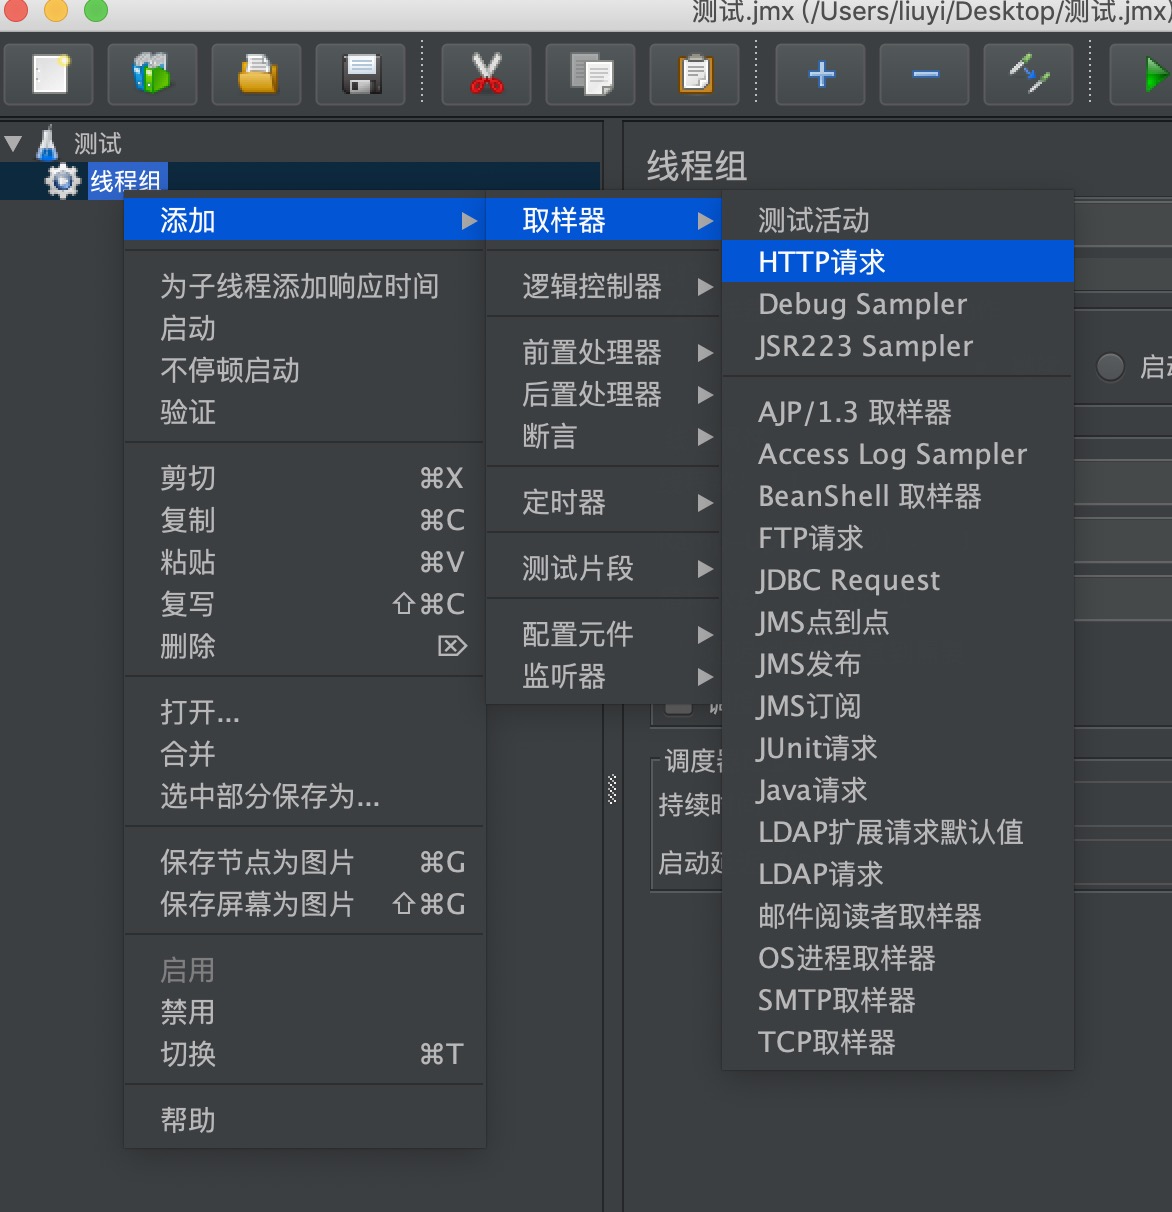 测试.jmx (/Users/liuyi/Desktop/测试.jmx)
测试
线程组
线程组
添加
为子线程添加响应时间
启动
不停顿启动
验证
剪切 ⌘X
复制 ⌘C
粘贴 ⌘V
复写 ⇧⌘C
删除 ⌦
打开...
合并
选中部分保存为...
保存节点为图片 ⌘G
保存屏幕为图片 ⇧⌘G
启用
禁用
切换 ⌘T
帮助
取样器
逻辑控制器
前置处理器
后置处理器
断言
定时器
测试片段
配置元件
监听器
测试活动
HTTP请求
Debug Sampler
JSR223 Sampler
AJP/1.3 取样器
Access Log Sampler
BeanShell 取样器
FTP请求
JDBC Request
JMS点到点
JMS发布
JMS订阅
JUnit请求
Java请求
LDAP扩展请求默认值
LDAP请求
邮件阅读者取样器
OS进程取样器
SMTP取样器
TCP取样器
启动
调度器
持续时
启动延